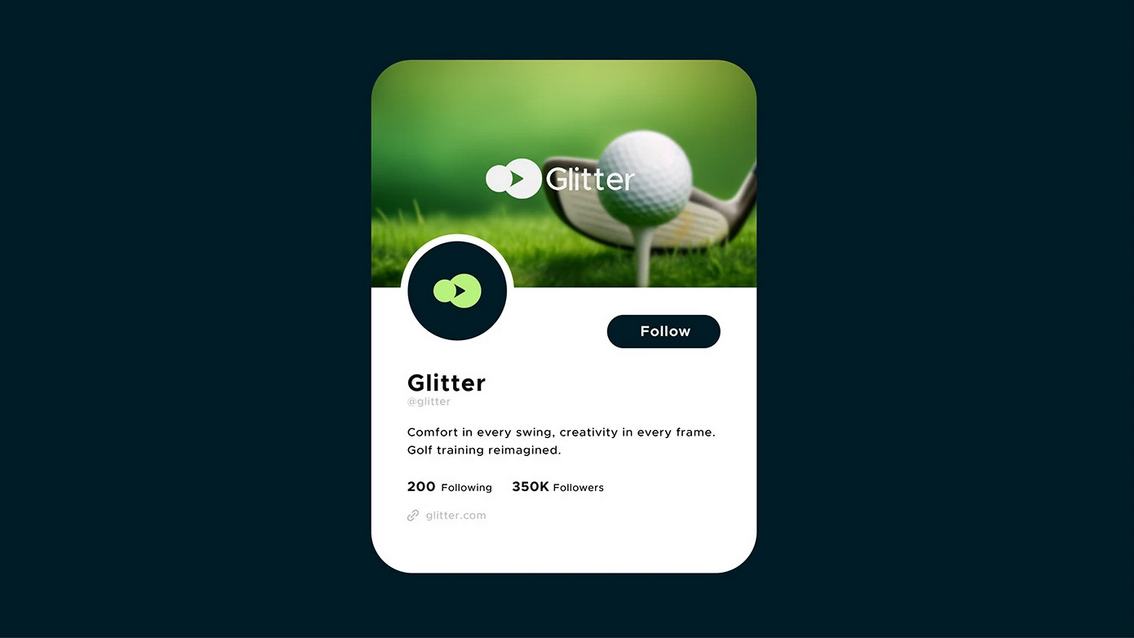 Glitter
Follow
Glitter
@glitter
Comfort in every swing, creativity in every frame.
Golf training reimagined.
200 Following 350K Followers
glitter.com